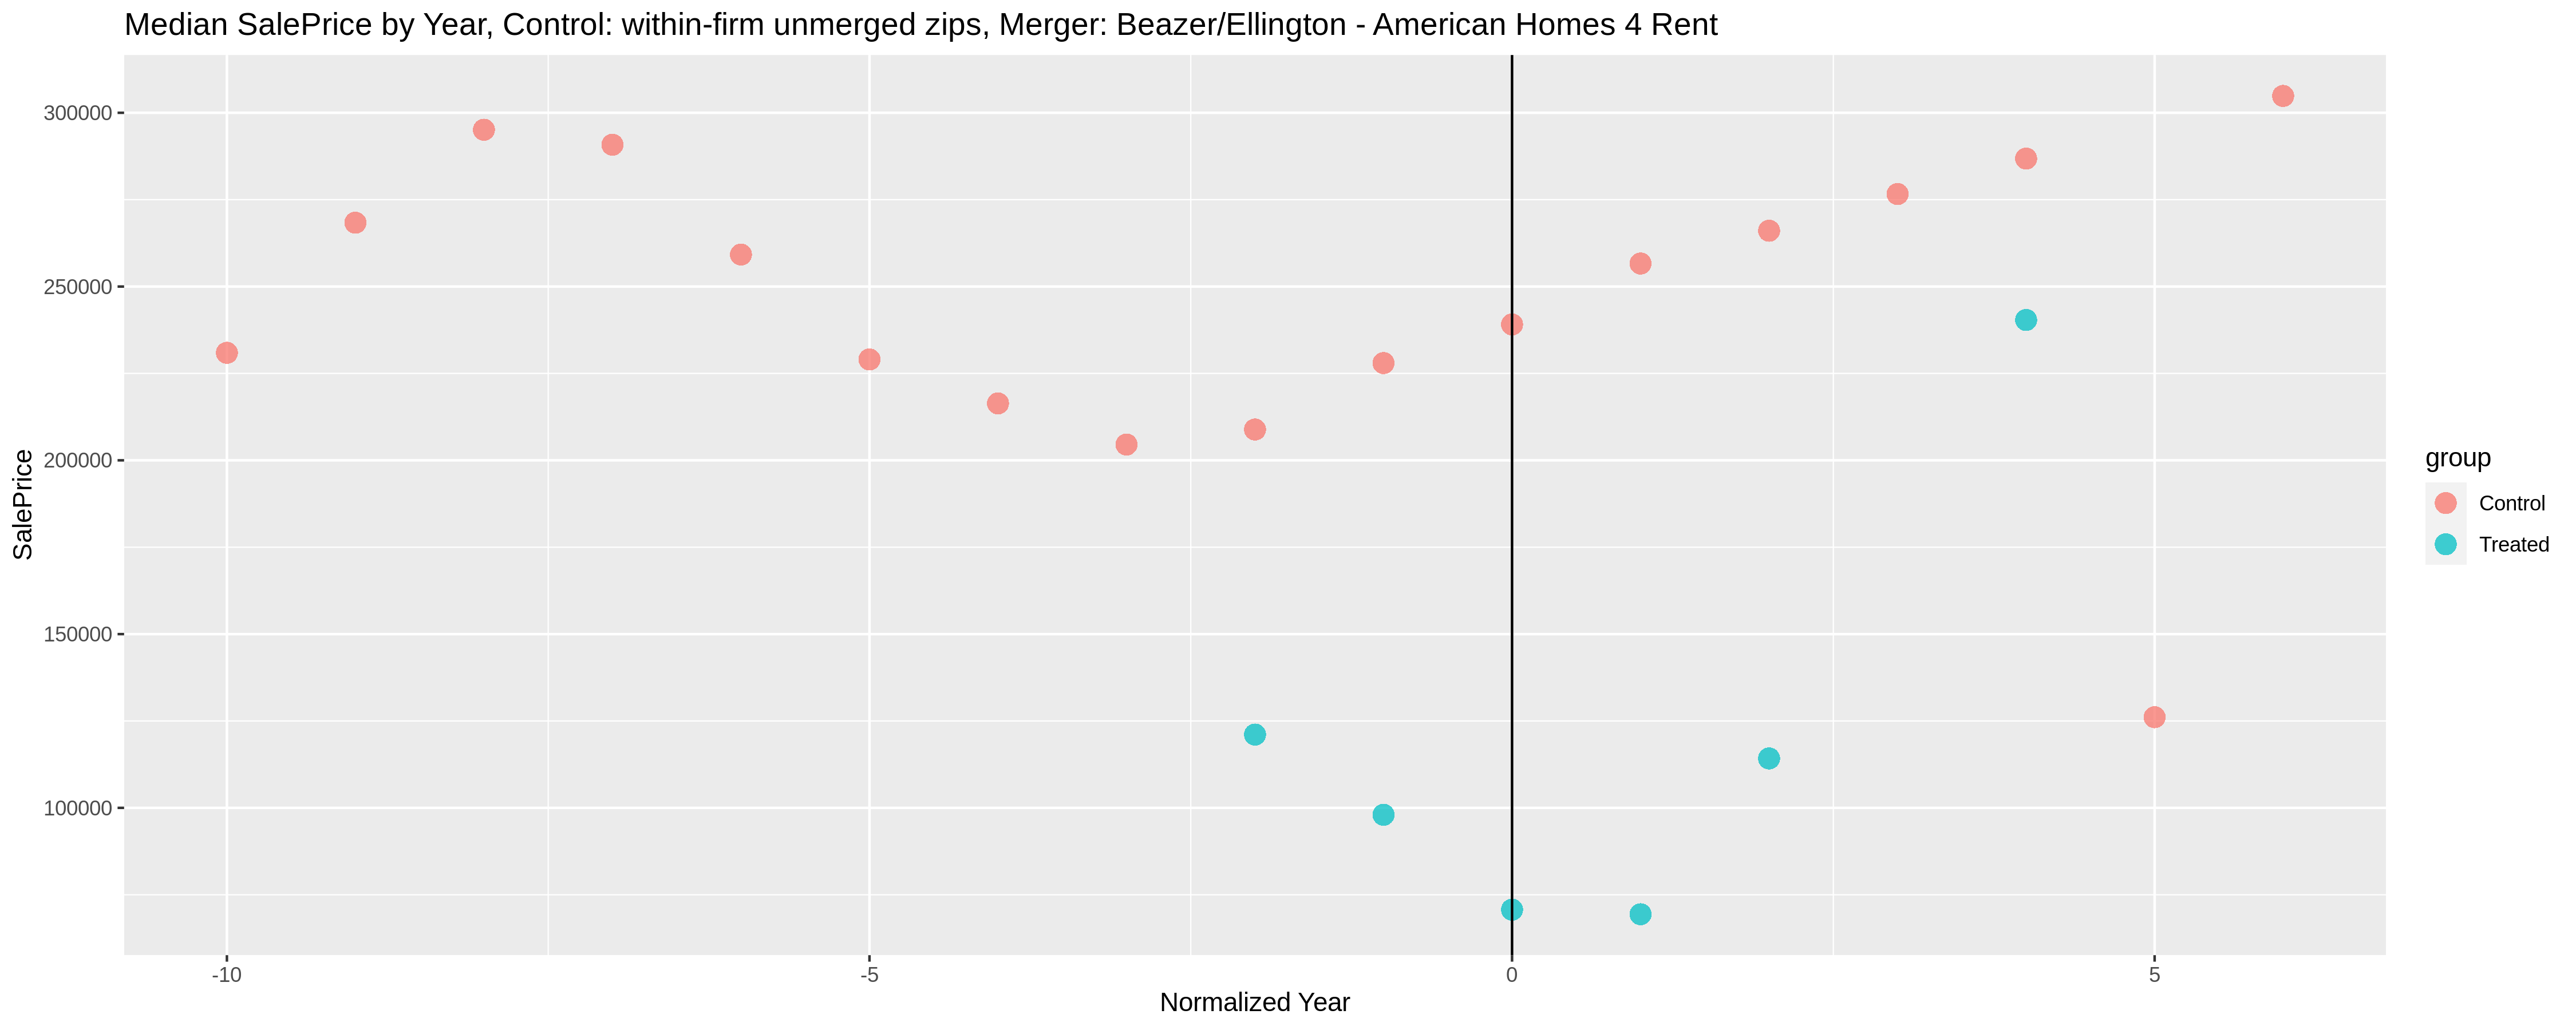 Median SalePrice by Year, Control: within-firm unmerged zips, Merger: Beazer/Ellington - American Homes 4 Rent
300000
250000
200000
150000
100000
SalePrice
-10
-5
0
5
Normalized Year
group
Control
Treated